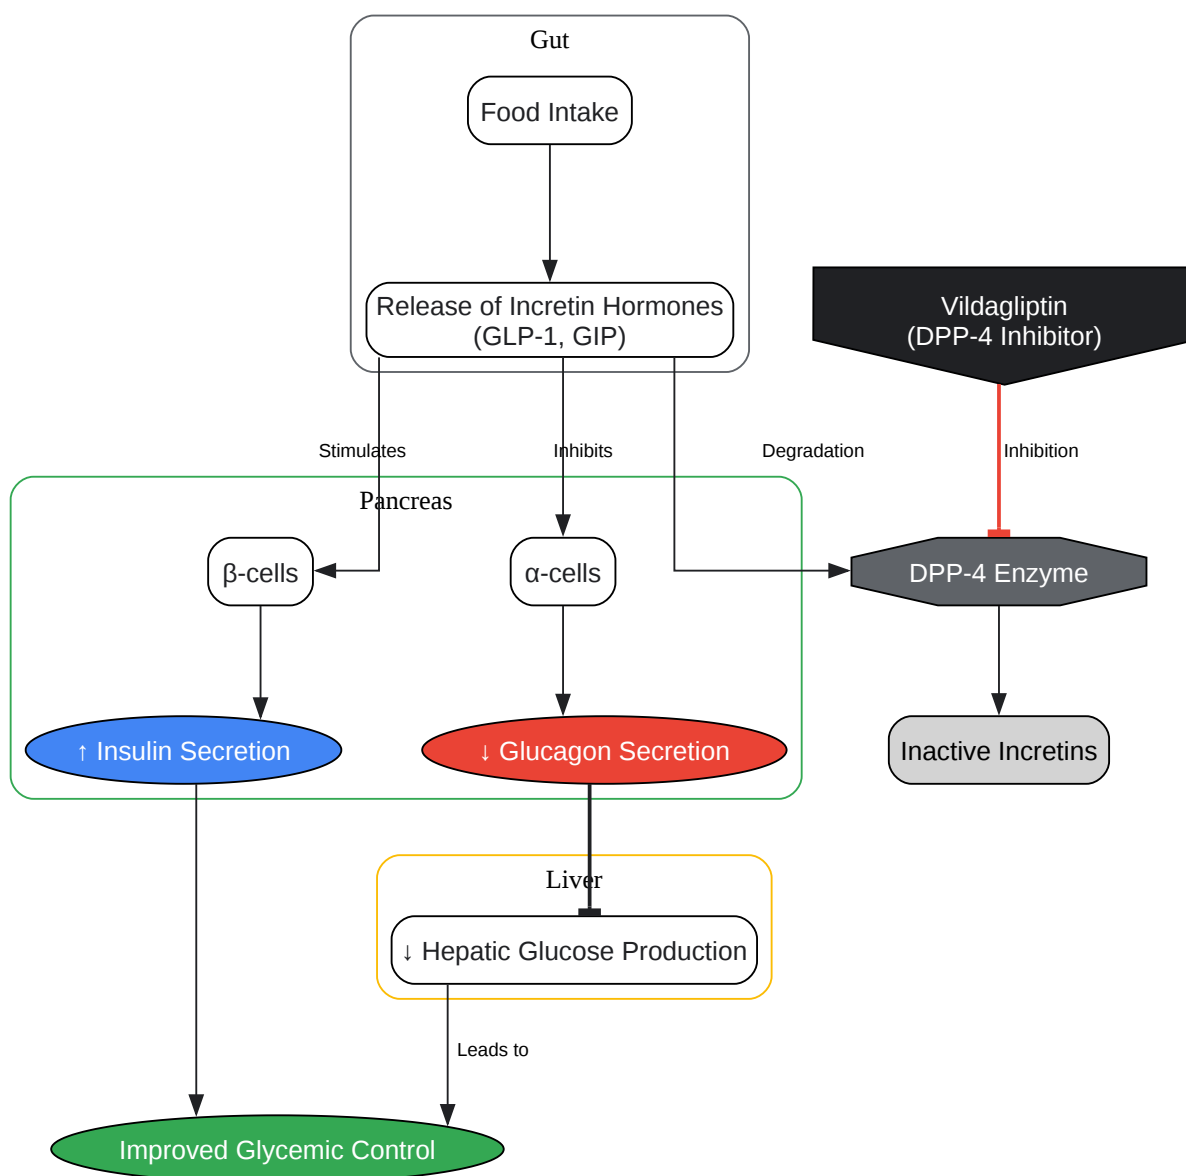 Gut
Food Intake
Release of Incretin Hormones
(GLP-1, GIP)
Vildagliptin
(DPP-4 Inhibitor)
Stimulates
Inhibits
Degradation
Inhibition
Pancreas
β-cells
α-cells
DPP-4 Enzyme
↑ Insulin Secretion
↓ Glucagon Secretion
Inactive Incretins
Liver
↓ Hepatic Glucose Production
Leads to
Improved Glycemic Control